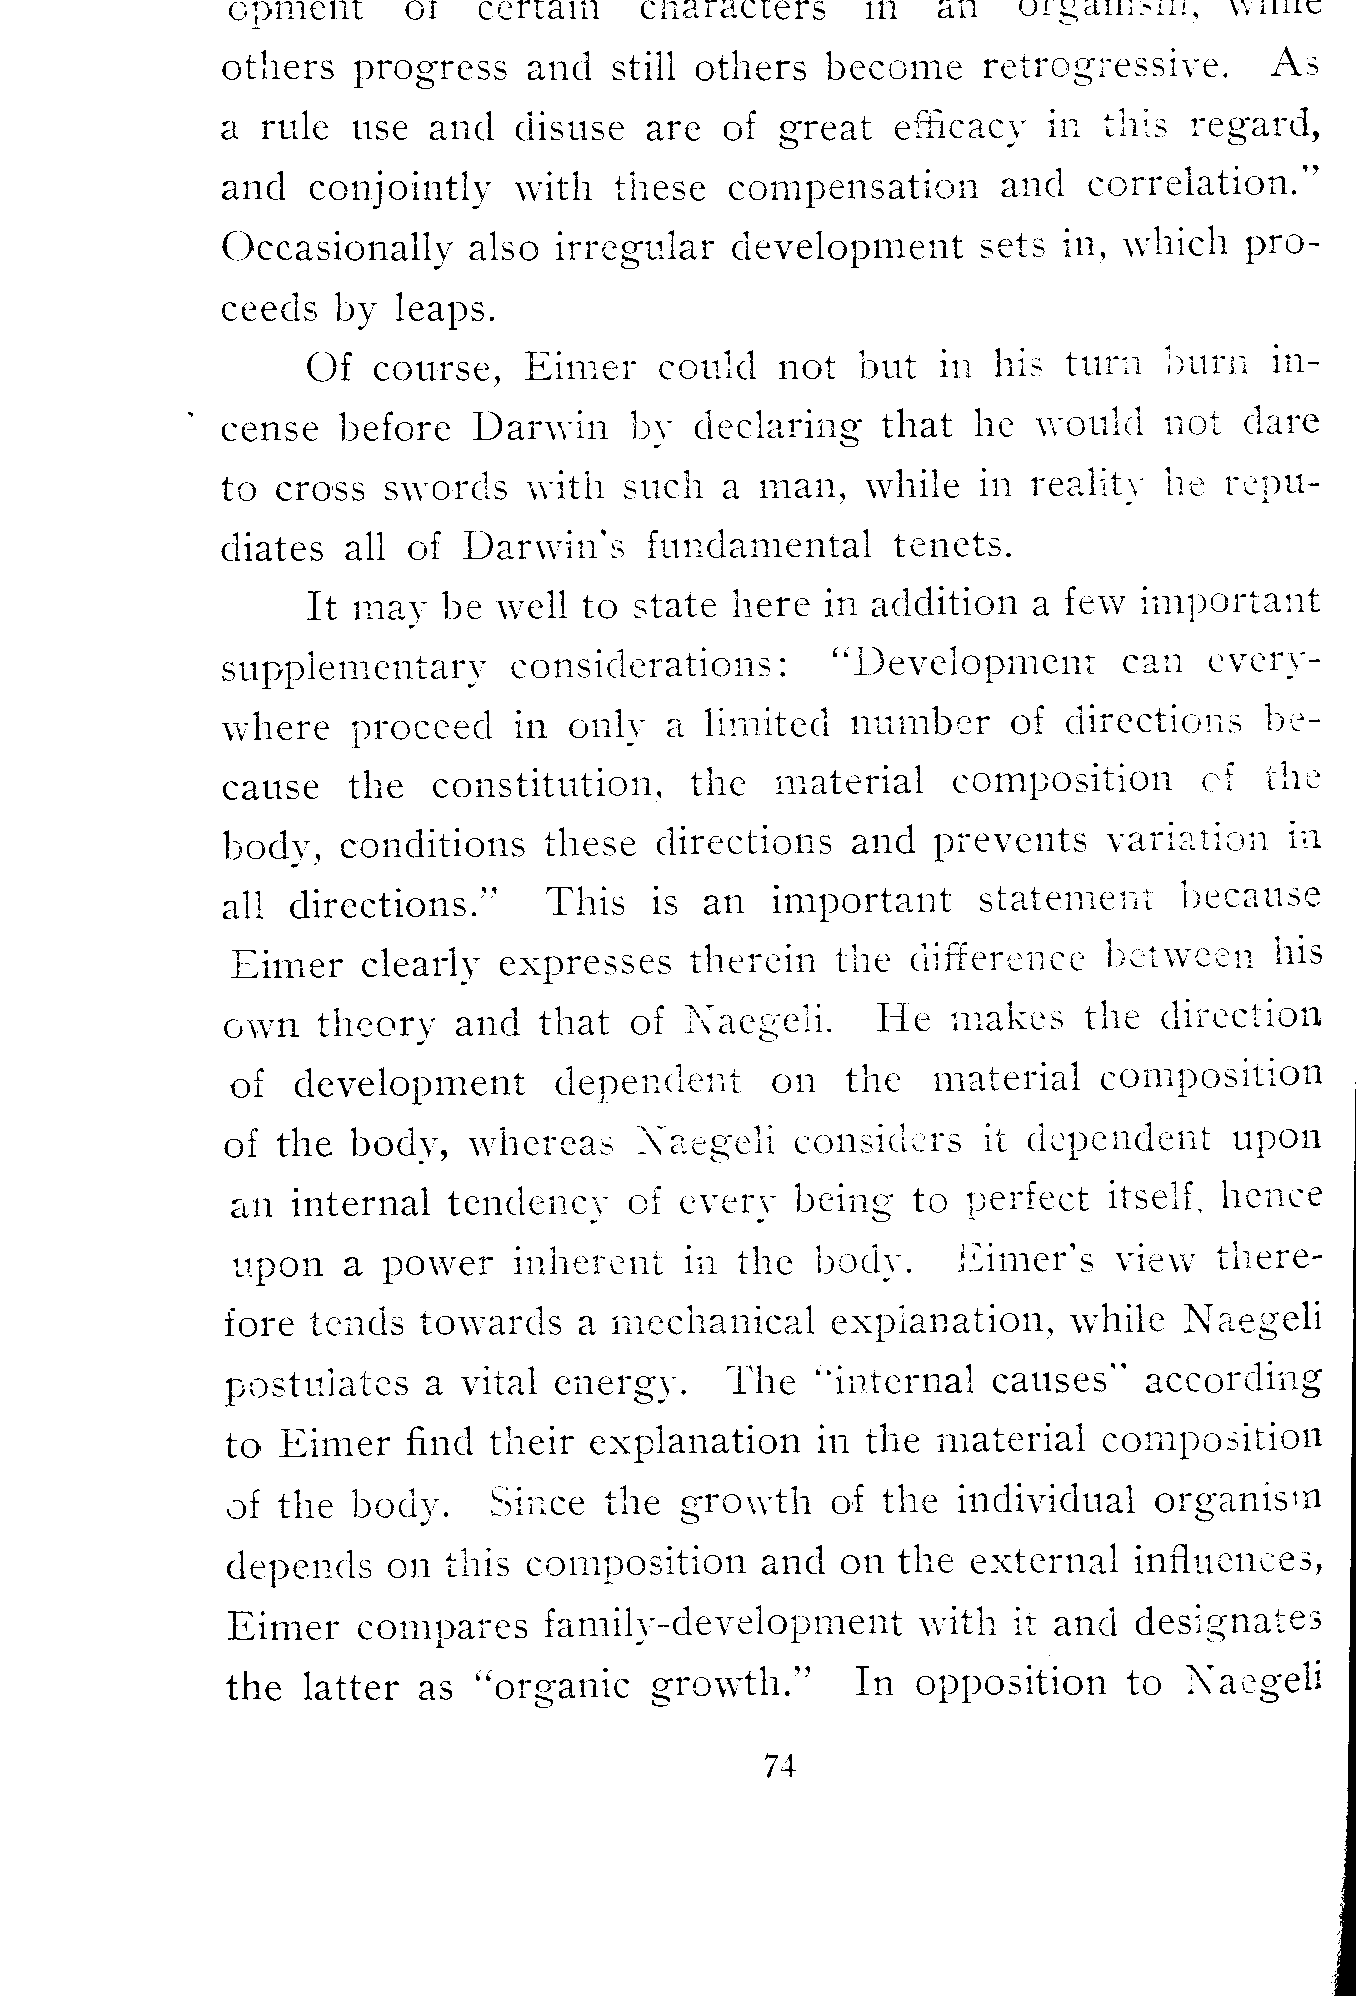 opment of certain characters in an organism, while
others progress and still others become retrogressive. As
a rule use and disuse are of great efficacy in this regard,
and conjointly with these compensation and correlation."
Occasionally also irregular development sets in, which pro-
ceeds by leaps.
Of course, Eimer could not but in his turn burn in-
cense before Darwin by declaring that he would not dare
to cross swords with such a man, while in reality he repu-
diates all of Darwin's fundamental tenets.
It may be well to state here in addition a few important
supplementary considerations: "Development can every-
where proceed in only a limited number of directions be-
cause the constitution, the material composition of the
body, conditions these directions and prevents variation in
all directions." This is an important statement because
Eimer clearly expresses therein the difference between his
own theory and that of Naegeli. He makes the direction
of development dependent on the material composition
of the body, whereas Naegeli considers it dependent upon
an internal tendency of every being to perfect itself, hence
upon a power inherent in the body. Eimer's view there-
fore tends towards a mechanical explanation, while Naegeli
postulates a vital energy. The "internal causes" according
to Eimer find their explanation in the material composition
of the body. Since the growth of the individual organism
depends on this composition and on the external influences,
Eimer compares family-development with it and designates
the latter as "organic growth." In opposition to Naegeli
74